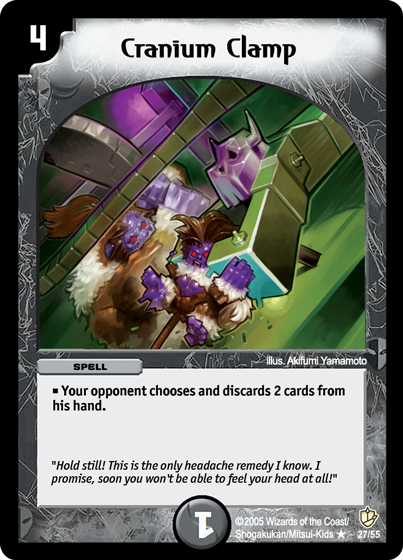 4
Cranium Clamp
illus. Akifumi Yamamoto
SPELL
▪ Your opponent chooses and discards 2 cards from
his hand.
"Hold still! This is the only headache remedy I know. I
promise, soon you won't be able to feel your head at all!"
1
©2005 Wizards of the Coast/
Shogakukan/Mitsui-Kids ★ 27/55